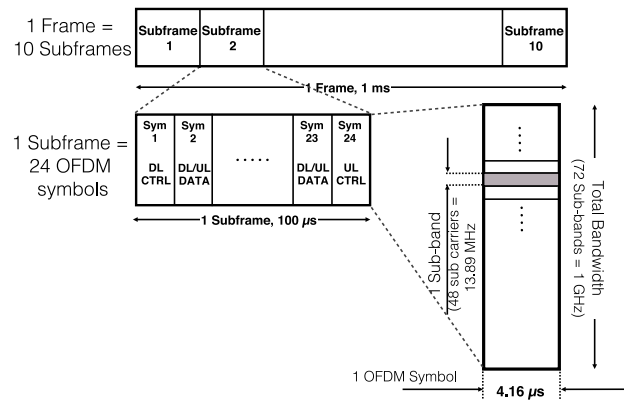 1 Frame =
10 Subframes
Subframe
1
Subframe
2
Subframe
10
1 Frame, 1 ms
1 Subframe =
24 OFDM
symbols
Sym
1
DL
CTRL
Sym
2
DL/UL
DATA
.....
Sym
23
DL/UL
DATA
Sym
24
UL
CTRL
1 Subframe, 100 µs
1 Sub-band
(48 sub carriers =
13.89 MHz
Total Bandwidth
(72 Sub-bands = 1 GHz)
1 OFDM Symbol
4.16 µs